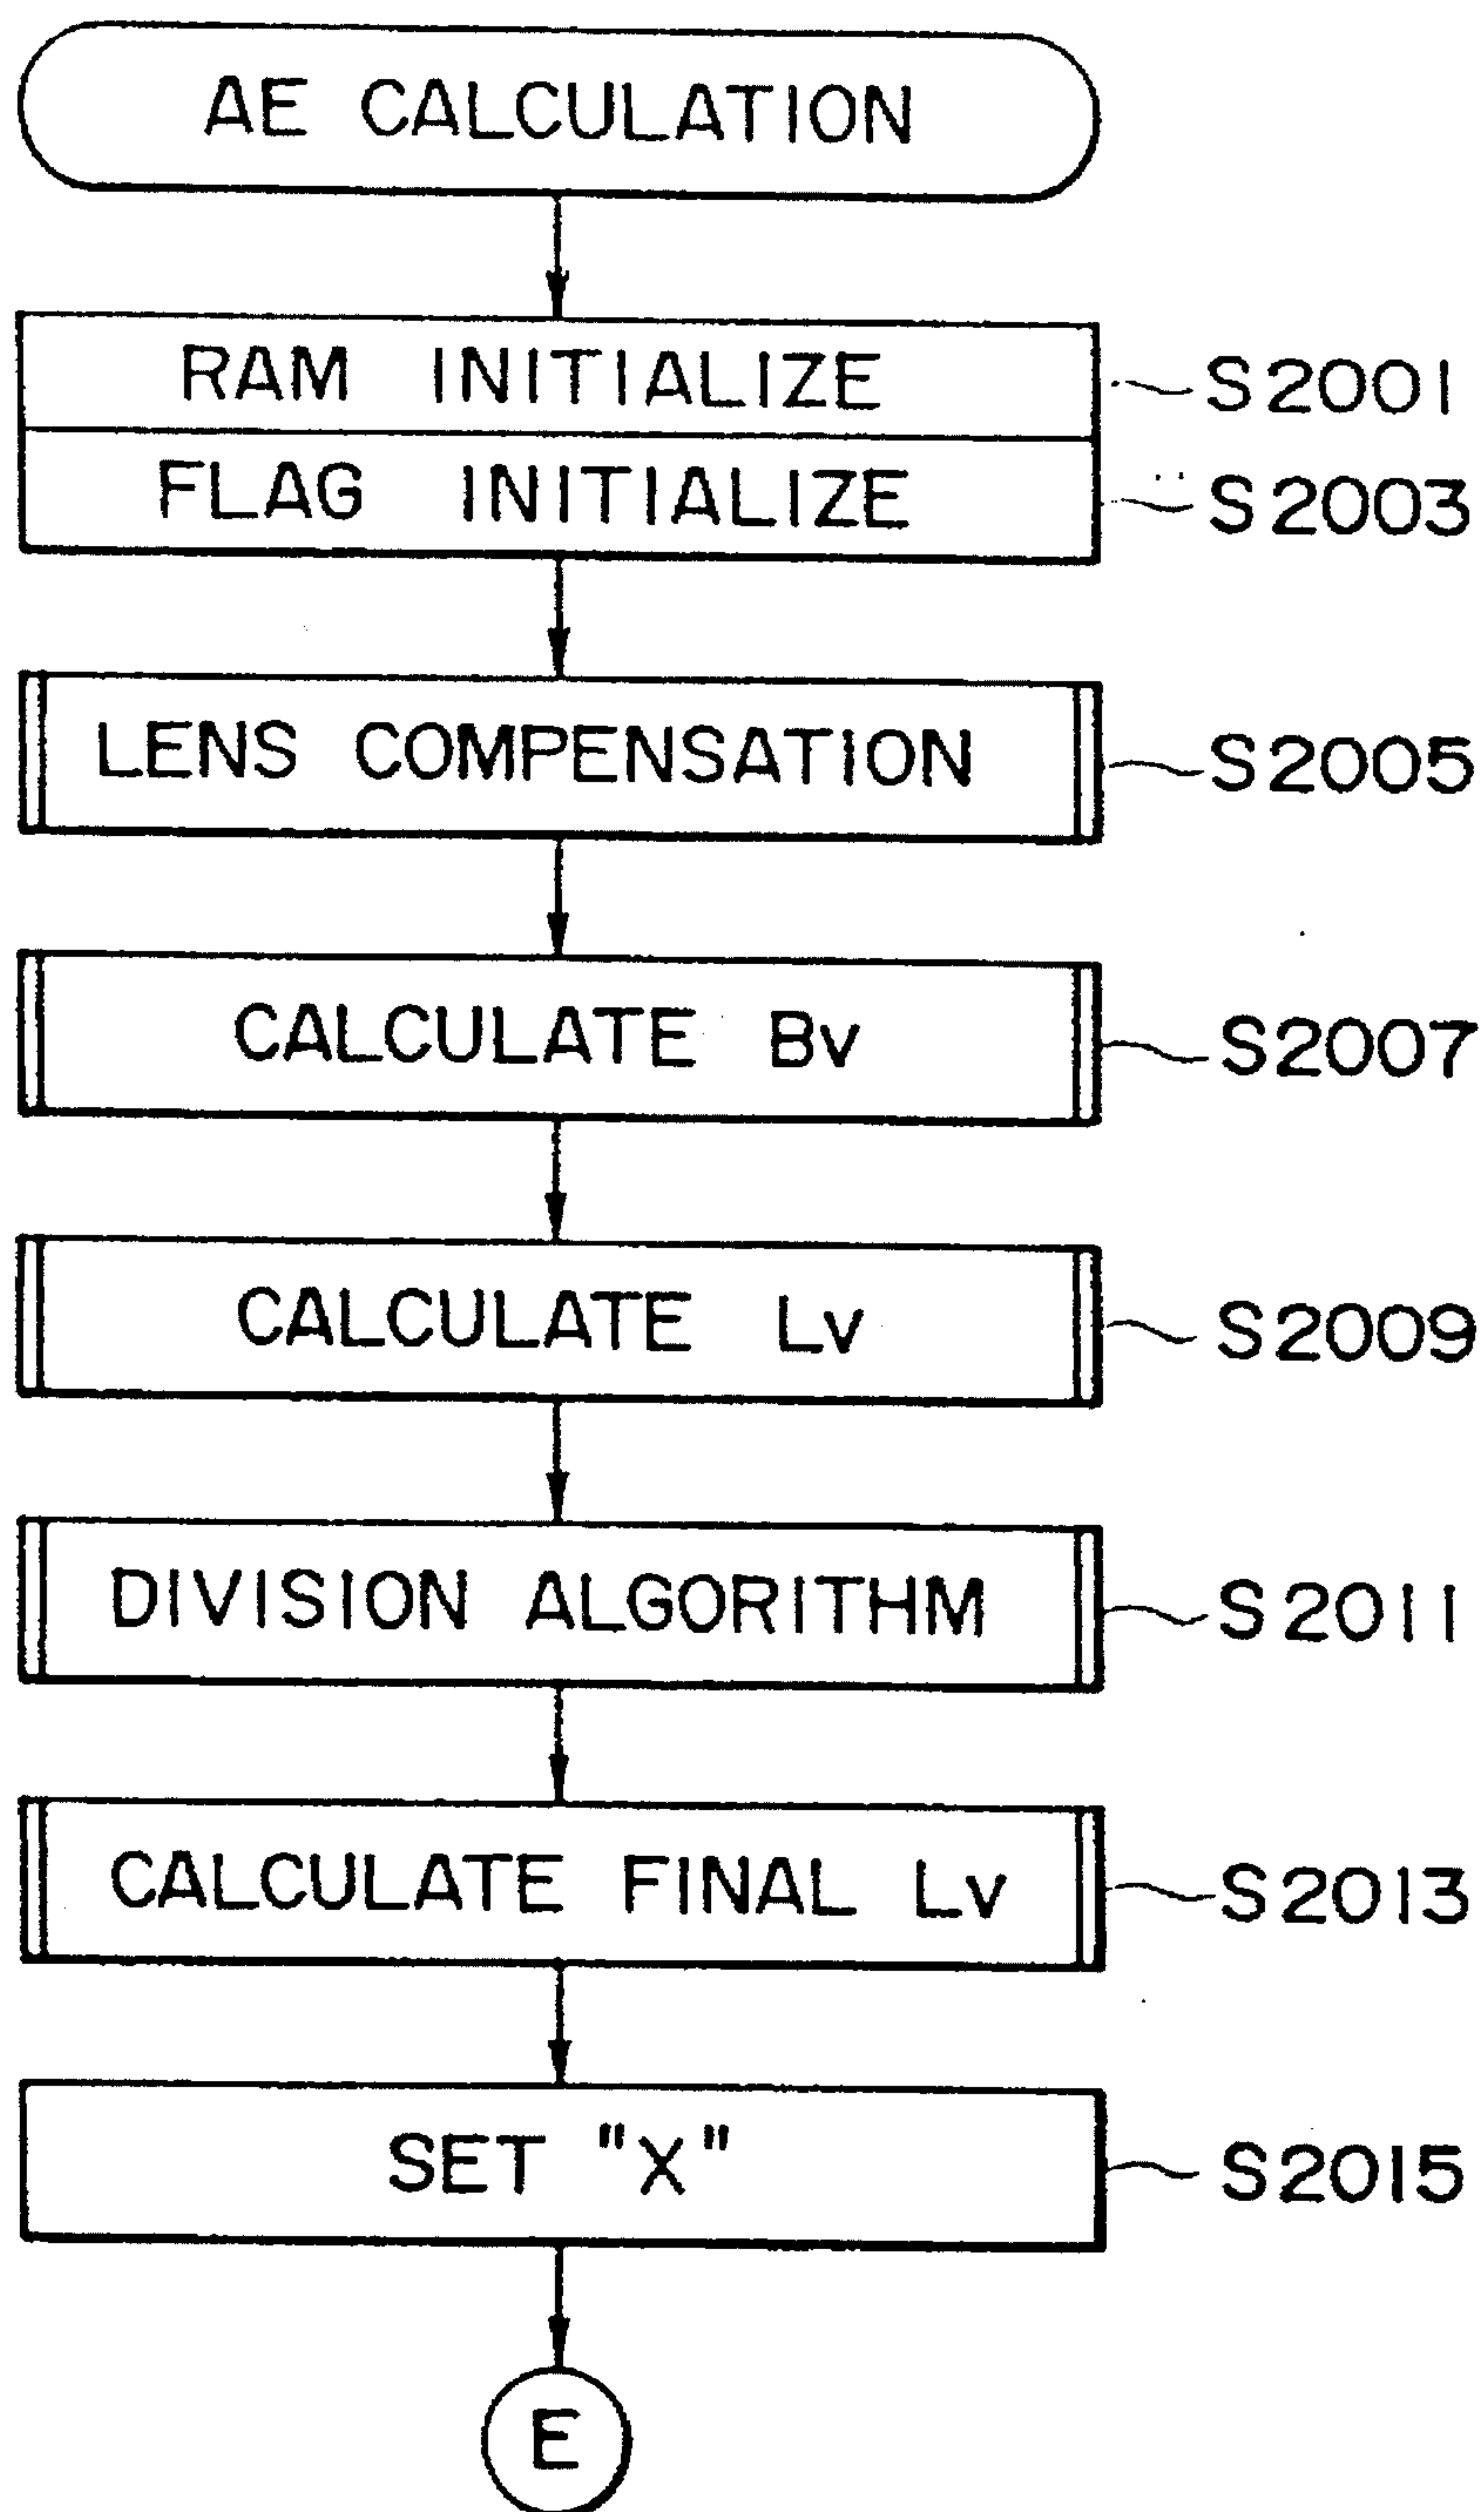 AE CALCULATION
RAM INITIALIZE S2001
FLAG INITIALIZE S2003
LENS COMPENSATION S2005
CALCULATE Bv S2007
CALCULATE Lv S2009
DIVISION ALGORITHM S2011
CALCULATE FINAL Lv S2013
SET "X" S2015
E